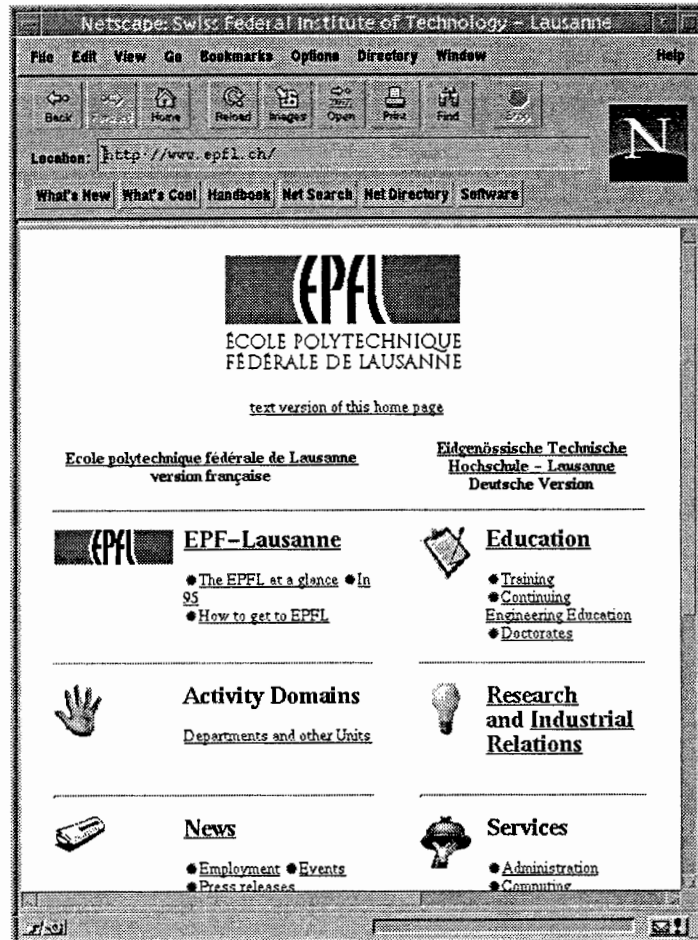 Netscape: Swiss Federal Institute of Technology – Lausanne
File Edit View Go Bookmarks Options Directory Window Help
Back Forward Home Reload Images Open Print Find Stop
N
Location: http://www.epfl.ch/
What's New What's Cool Handbook Net Search Net Directory Software
EPFL
ÉCOLE POLYTECHNIQUE
FÉDÉRALE DE LAUSANNE
text version of this home page
Ecole polytechnique fédérale de Lausanne
version française
Eidgenössische Technische
Hochschule – Lausanne
Deutsche Version
EPFL
EPF–Lausanne
The EPFL at a glance In
95
How to get to EPFL
Education
Training
Continuing
Engineering Education
Doctorates
Activity Domains
Departments and other Units
Research
and Industrial
Relations
News
Employment Events
Press releases
Services
Administration
Computing